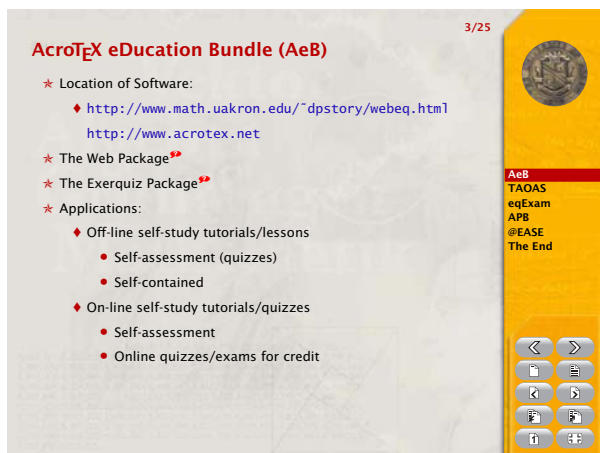 3/25
AcroTEX eDucation Bundle (AeB)
Location of Software:
http://www.math.uakron.edu/~dpstory/webeq.html
http://www.acrotex.net
The Web Package
The Exerquiz Package
Applications:
Off-line self-study tutorials/lessons
Self-assessment (quizzes)
Self-contained
On-line self-study tutorials/quizzes
Self-assessment
Online quizzes/exams for credit
AeB
TAOAS
eqExam
APB
@EASE
The End